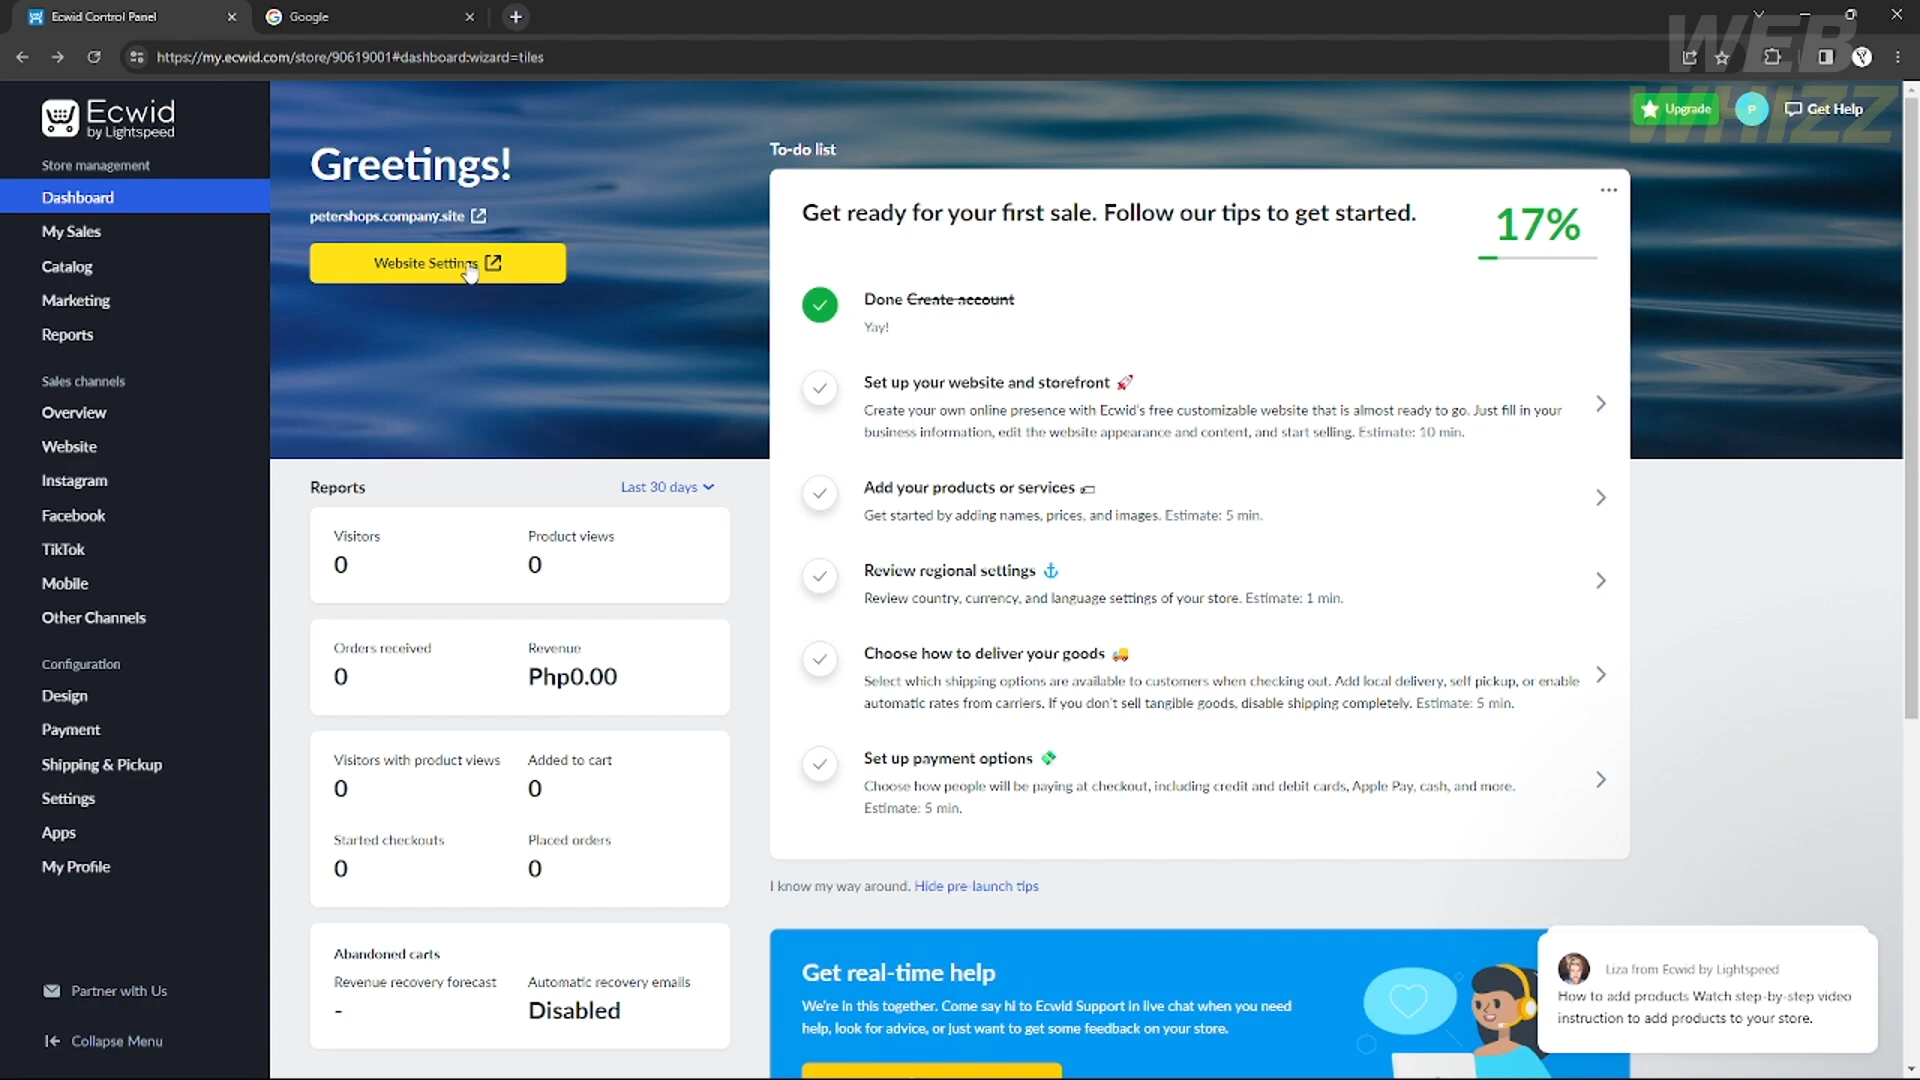 Ecwid Control Panel
Google
https://my.ecwid.com/store/90619001#dashboard:wizard=tiles
WEB
WHIZZ
Ecwid
by Lightspeed
Store management
Dashboard
My Sales
Catalog
Marketing
Reports
Sales channels
Overview
Website
Instagram
Facebook
TikTok
Mobile
Other Channels
Configuration
Design
Payment
Shipping & Pickup
Settings
Apps
My Profile
Partner with Us
Collapse Menu
Greetings!
petershops.company.site
Website Settings
Reports
Last 30 days
Visitors
Product views
0
0
Orders received
Revenue
0
Php0.00
Visitors with product views
Added to cart
0
0
Started checkouts
Placed orders
0
0
Abandoned carts
Revenue recovery forecast
Automatic recovery emails
-
Disabled
Upgrade
P
Get Help
To-do list
Get ready for your first sale. Follow our tips to get started.
17%
Done Create account
Yay!
Set up your website and storefront
Create your own online presence with Ecwid's free customizable website that is almost ready to go. Just fill in your
business information, edit the website appearance and content, and start selling. Estimate: 10 min.
Add your products or services
Get started by adding names, prices, and images. Estimate: 5 min.
Review regional settings
Review country, currency, and language settings of your store. Estimate: 1 min.
Choose how to deliver your goods
Select which shipping options are available to customers when checking out. Add local delivery, self pickup, or enable
automatic rates from carriers. If you don't sell tangible goods, disable shipping completely. Estimate: 5 min.
Set up payment options
Choose how people will be paying at checkout, including credit and debit cards, Apple Pay, cash, and more.
Estimate: 5 min.
I know my way around. Hide pre-launch tips
Get real-time help
We're in this together. Come say hi to Ecwid Support in live chat when you need
help, look for advice, or just want to get some feedback on your store.
Liza from Ecwid by Lightspeed
How to add products Watch step-by-step video
instruction to add products to your store.